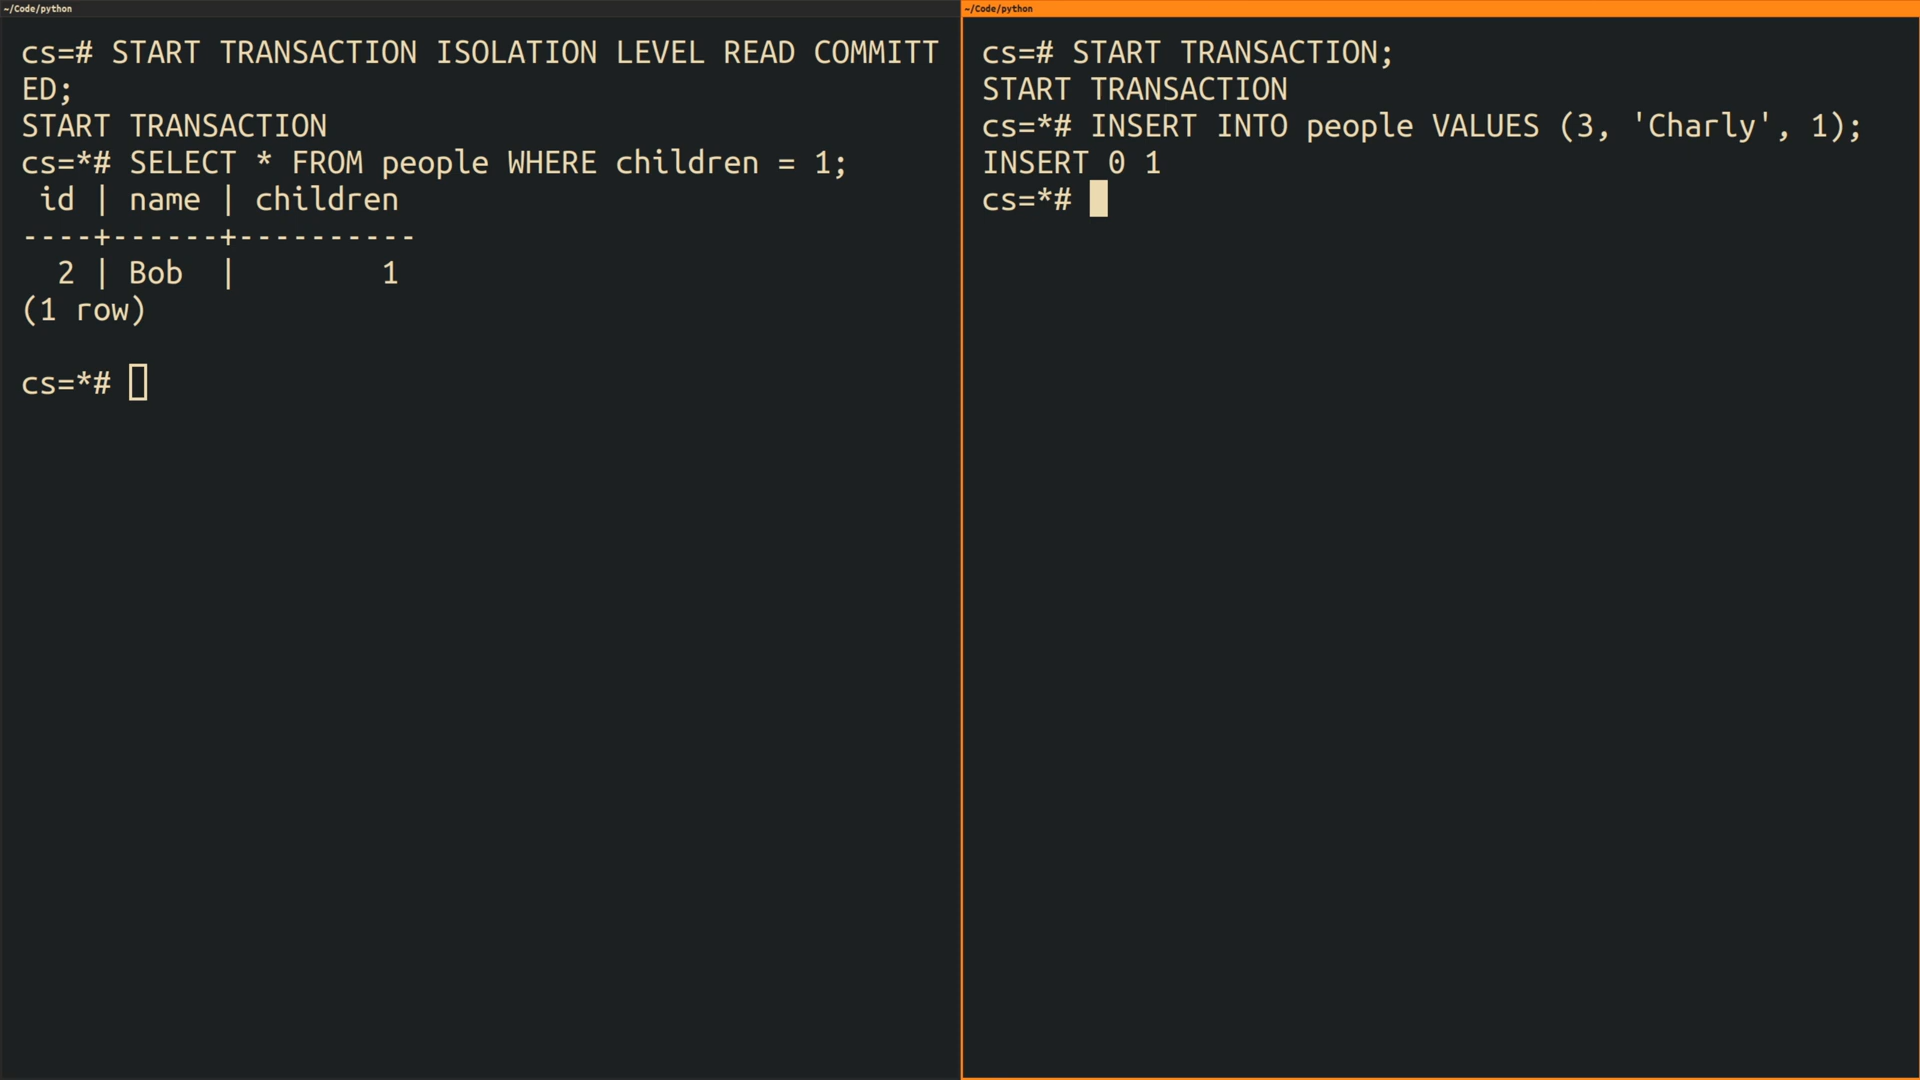 ~/Code/python
cs=# START TRANSACTION ISOLATION LEVEL READ COMMITT
ED;
START TRANSACTION
cs=*# SELECT * FROM people WHERE children = 1;
 id | name | children
----+------+----------
  2 | Bob  |        1
(1 row)

cs=*#
~/Code/python
cs=# START TRANSACTION;
START TRANSACTION
cs=*# INSERT INTO people VALUES (3, 'Charly', 1);
INSERT 0 1
cs=*#